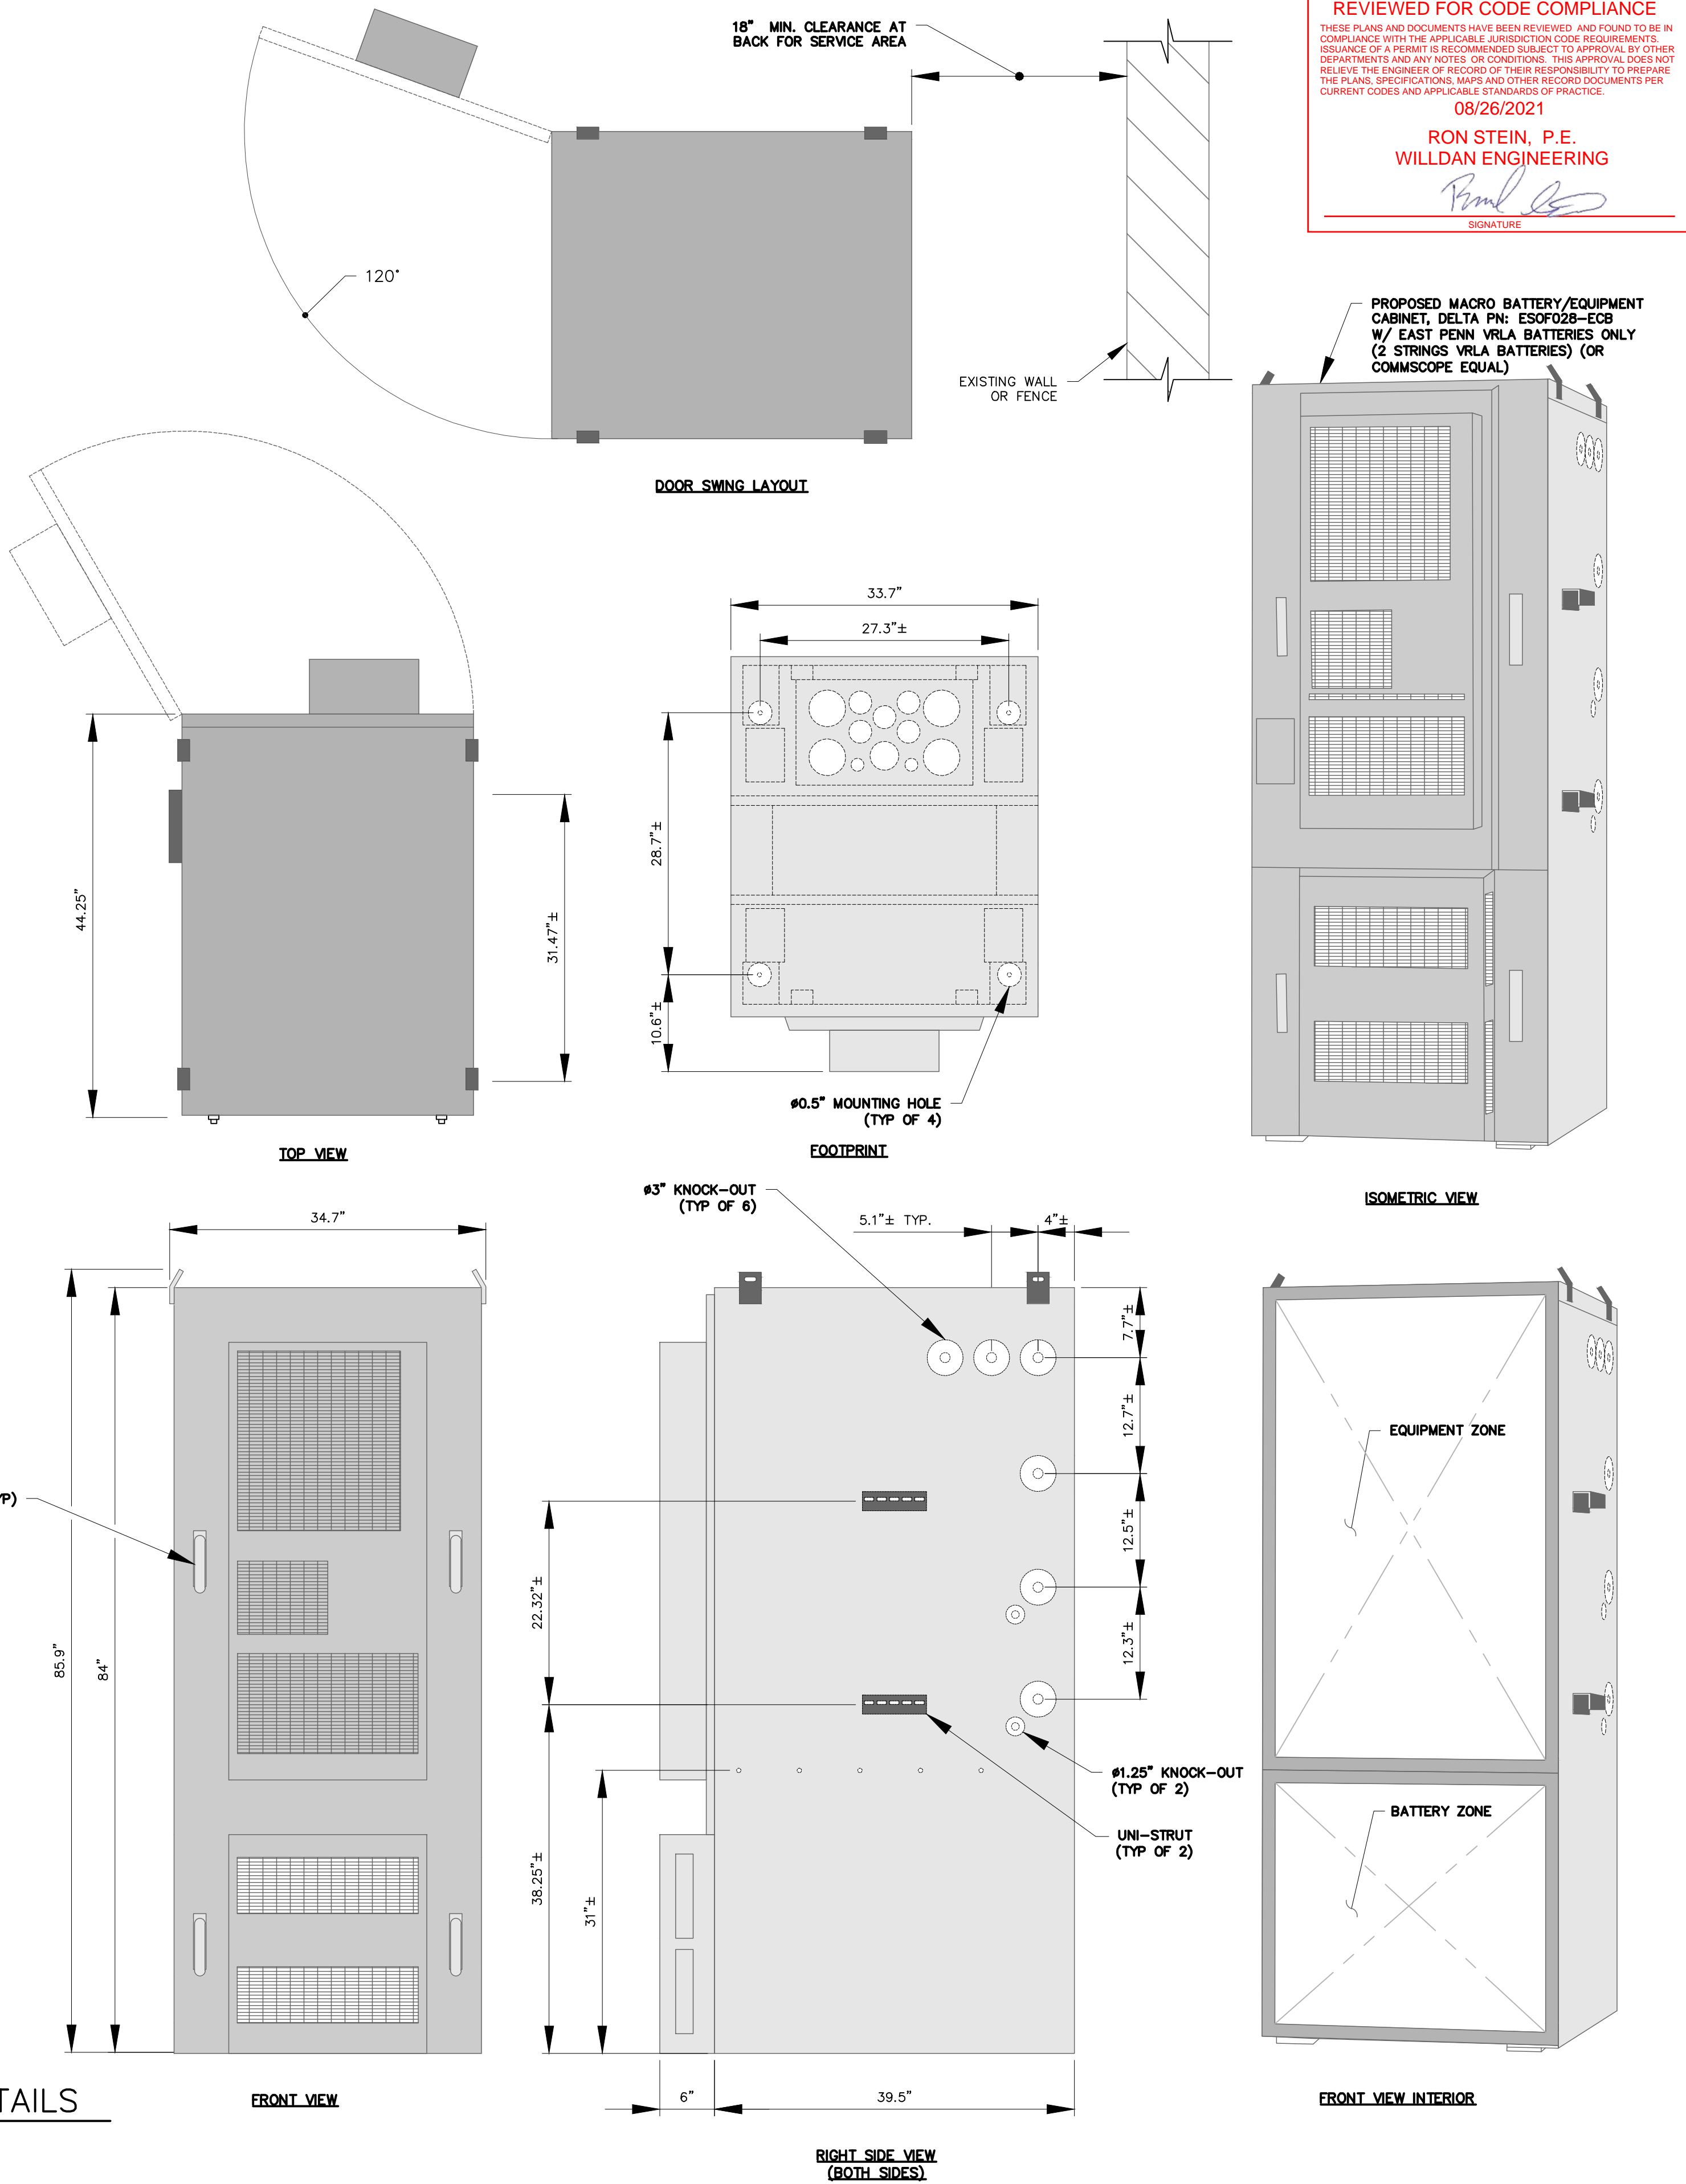 REVIEWED FOR CODE COMPLIANCE
THESE PLANS AND DOCUMENTS HAVE BEEN REVIEWED AND FOUND TO BE IN
COMPLIANCE WITH THE APPLICABLE JURISDICTION CODE REQUIREMENTS.
ISSUANCE OF A PERMIT IS RECOMMENDED SUBJECT TO APPROVAL BY OTHER
DEPARTMENTS AND ANY NOTES OR CONDITIONS. THIS APPROVAL DOES NOT
RELIEVE THE ENGINEER OF RECORD OF THEIR RESPONSIBILITY TO PREPARE
THE PLANS, SPECIFICATIONS, MAPS AND OTHER RECORD DOCUMENTS PER
CURRENT CODES AND APPLICABLE STANDARDS OF PRACTICE.
08/26/2021
RON STEIN, P.E.
WILLDAN ENGINEERING
SIGNATURE
18" MIN. CLEARANCE AT
BACK FOR SERVICE AREA
120°
EXISTING WALL
OR FENCE
DOOR SWING LAYOUT
PROPOSED MACRO BATTERY/EQUIPMENT
CABINET, DELTA PN: ESOF028-ECB
W/ EAST PENN VRLA BATTERIES ONLY
(2 STRINGS VRLA BATTERIES) (OR
COMMSCOPE EQUAL)
44.25"
31.47"±
TOP VIEW
33.7"
27.3"±
28.7"±
10.6"±
ø0.5" MOUNTING HOLE
(TYP OF 4)
FOOTPRINT
ISOMETRIC VIEW
34.7"
85.9"
84"
YP)
FRONT VIEW
ø3" KNOCK-OUT
(TYP OF 6)
5.1"± TYP.
4"±
7.7"±
12.7"±
12.5"±
12.3"±
22.32"±
38.25"±
31"±
ø1.25" KNOCK-OUT
(TYP OF 2)
UNI-STRUT
(TYP OF 2)
6"
39.5"
RIGHT SIDE VIEW
(BOTH SIDES)
EQUIPMENT ZONE
BATTERY ZONE
FRONT VIEW INTERIOR
TAILS